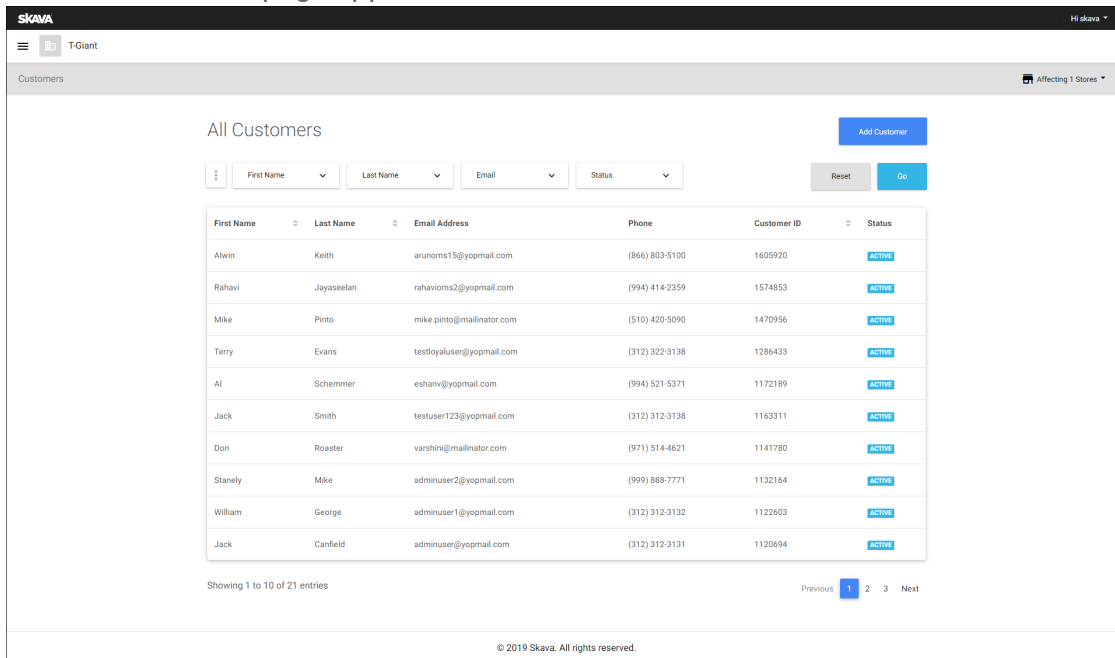 SKAVA Hi skava
T-Giant
Customers Affecting 1 Stores
All Customers Add Customer
First Name Last Name Email Status Reset Go
First Name Last Name Email Address Phone Customer ID Status
Alwin Keith arunoms15@yopmail.com (866) 803-5100 1605920 ACTIVE
Rahavi Jayaseelan rahavioms2@yopmail.com (994) 414-2359 1574853 ACTIVE
Mike Pinto mike.pinto@mailinator.com (510) 420-5090 1470956 ACTIVE
Terry Evans testloyaluser@yopmail.com (312) 322-3138 1286433 ACTIVE
Al Schemmer eshanv@yopmail.com (994) 521-5371 1172189 ACTIVE
Jack Smith testuser123@yopmail.com (312) 312-3138 1163311 ACTIVE
Don Roaster varshini@mailinator.com (971) 514-4621 1141780 ACTIVE
Stanely Mike adminuser2@yopmail.com (999) 888-7771 1132164 ACTIVE
William George adminuser1@yopmail.com (312) 312-3132 1122603 ACTIVE
Jack Canfield adminuser@yopmail.com (312) 312-3131 1120694 ACTIVE
Showing 1 to 10 of 21 entries Previous 1 2 3 Next
© 2019 Skava. All rights reserved.